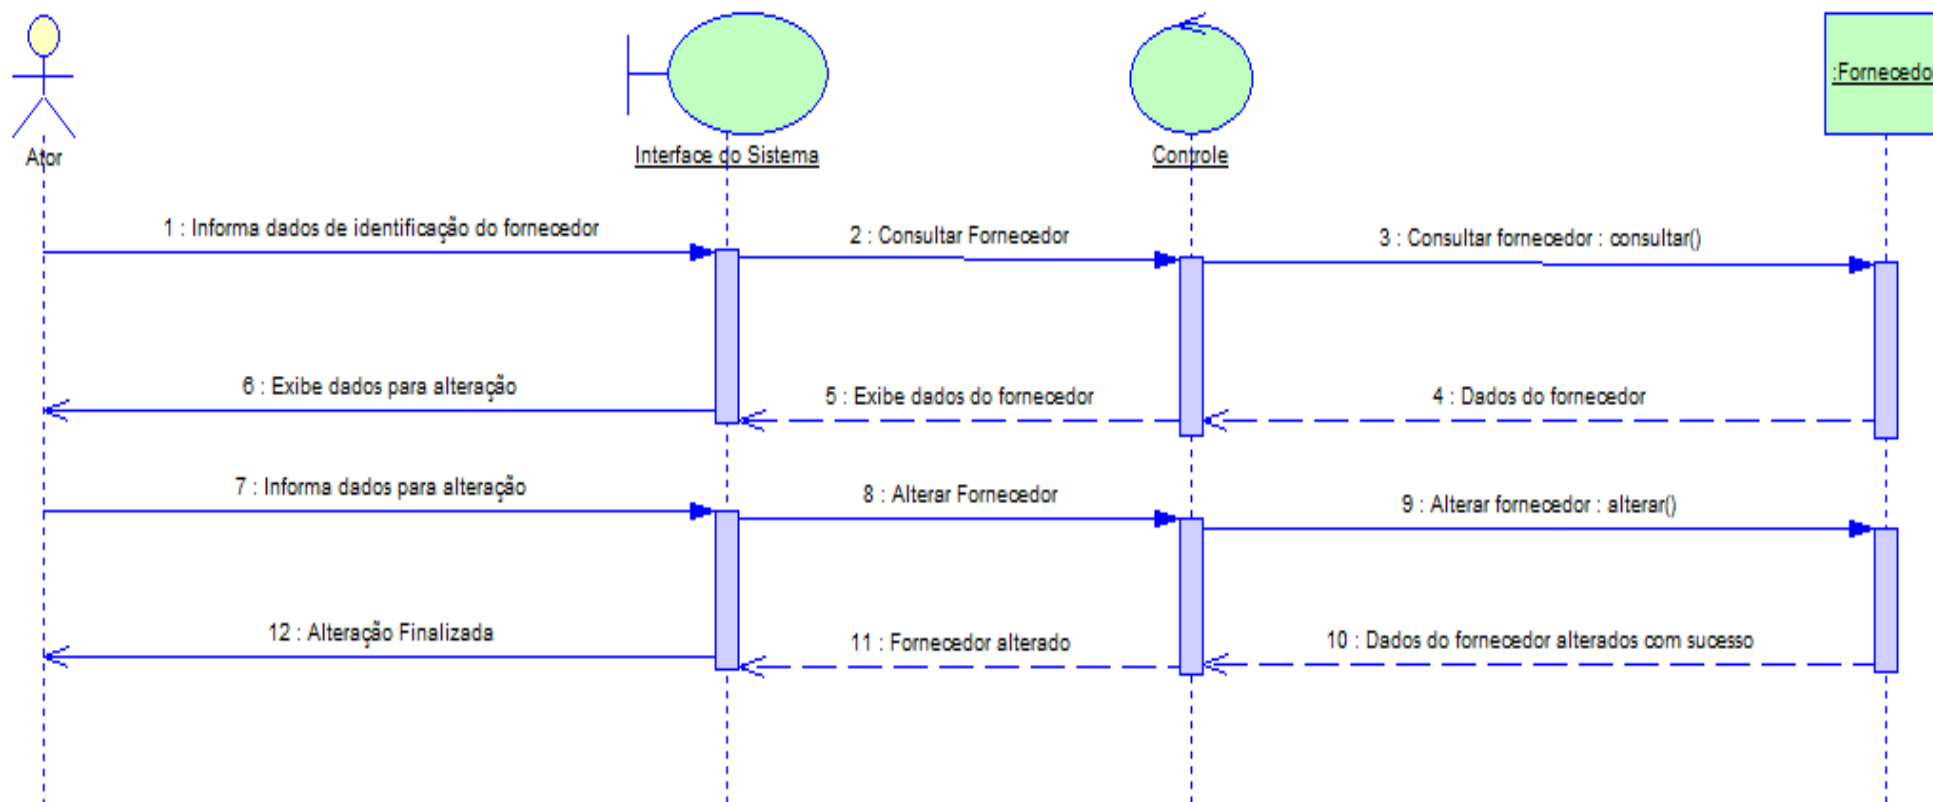 :Fornecedo
Ator
Interface do Sistema
Controle
1 : Informa dados de identificação do fornecedor
2 : Consultar Fornecedor
3 : Consultar fornecedor : consultar()
6 : Exibe dados para alteração
5 : Exibe dados do fornecedor
4 : Dados do fornecedor
7 : Informa dados para alteração
8 : Alterar Fornecedor
9 : Alterar fornecedor : alterar()
12 : Alteração Finalizada
11 : Fornecedor alterado
10 : Dados do fornecedor alterados com sucesso